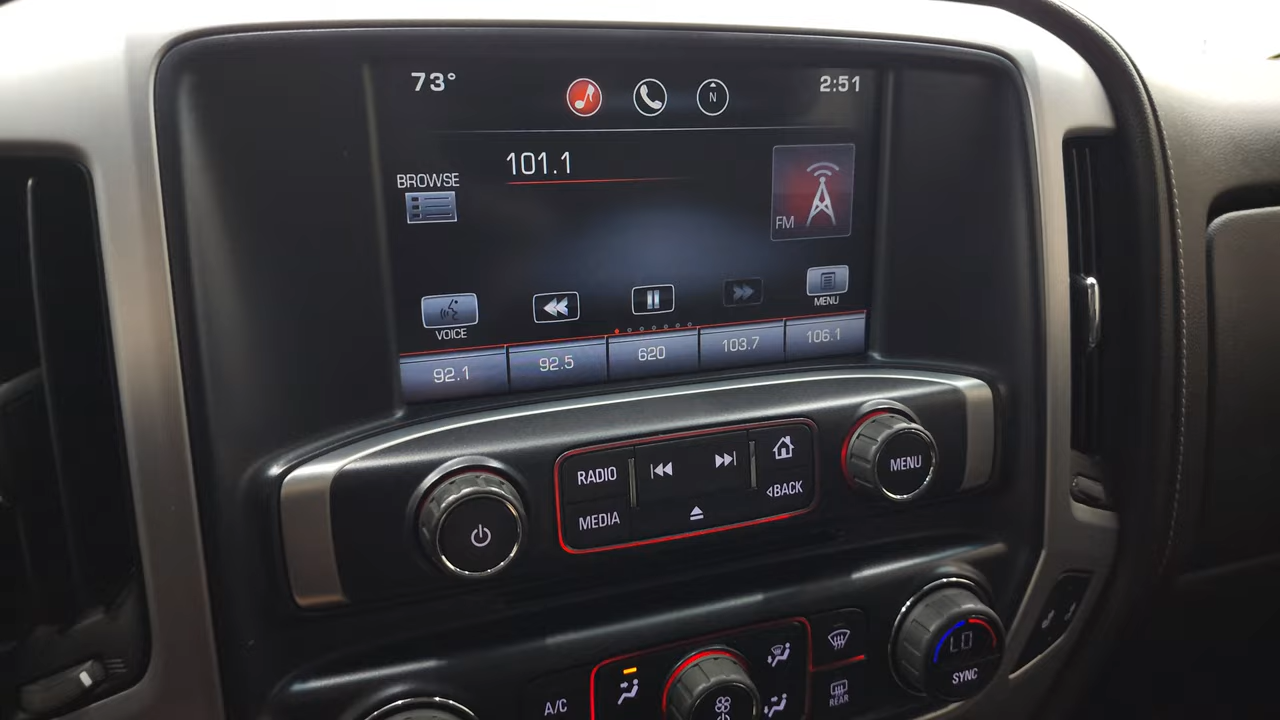 73°
N
2:51
101.1
BROWSE
FM
VOICE
MENU
92.1
92.5
620
103.7
106.1
RADIO
MEDIA
BACK
MENU
LO
SYNC
A/C
REAR